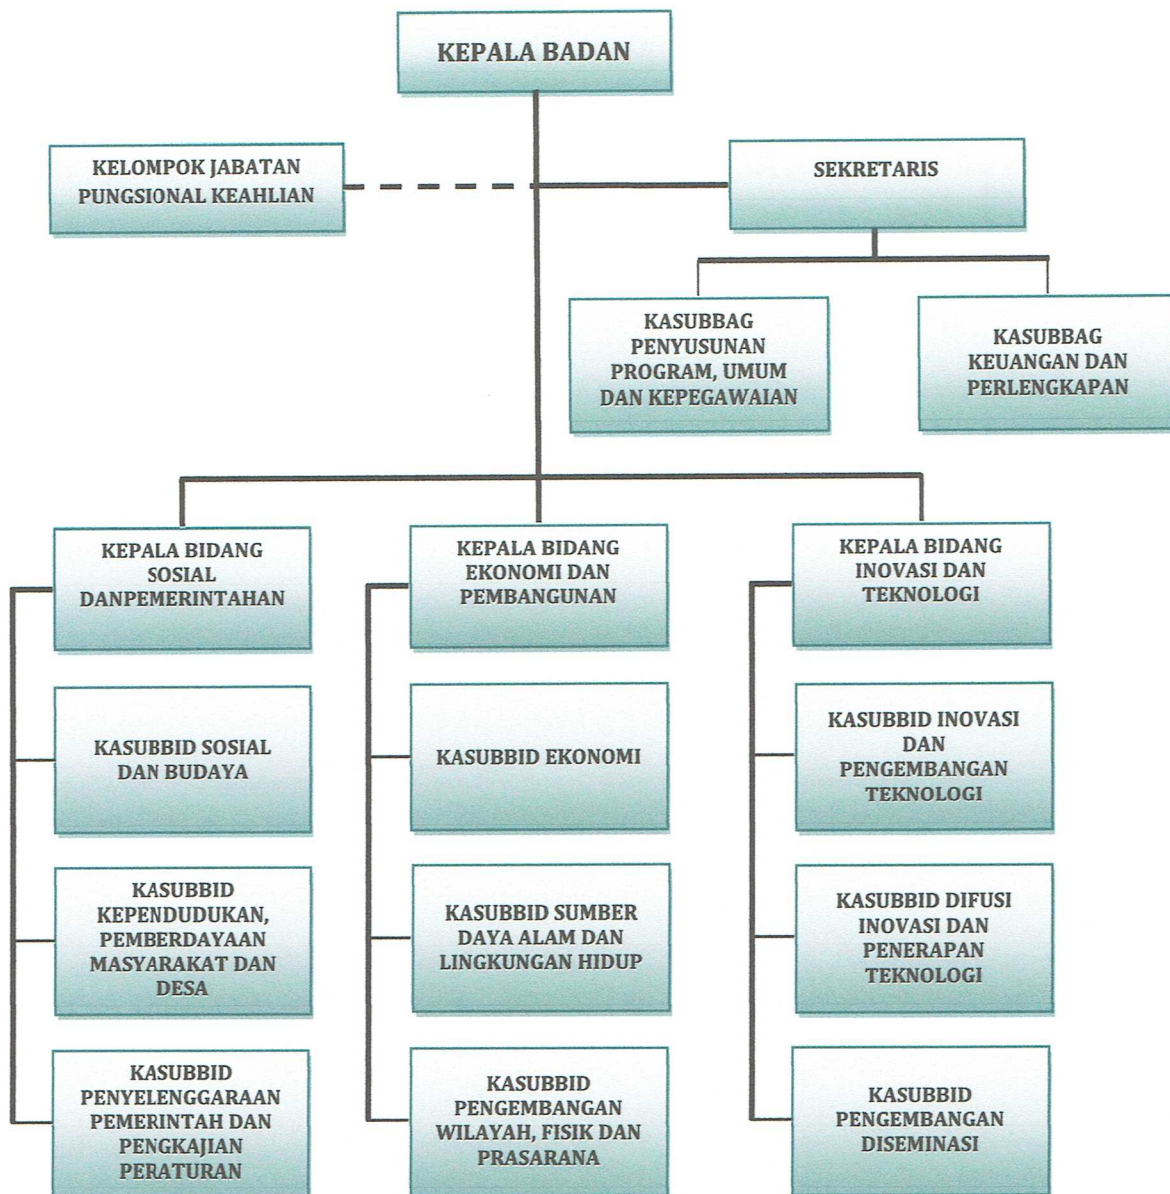 KEPALA BADAN
KELOMPOK JABATAN
PUNGSIONAL KEAHLIAN
SEKRETARIS
KASUBBAG
PENYUSUNAN
PROGRAM, UMUM
DAN KEPEGAWAIAN
KASUBBAG
KEUANGAN DAN
PERLENGKAPAN
KEPALA BIDANG
SOSIAL
DANPEMERINTAHAN
KEPALA BIDANG
EKONOMI DAN
PEMBANGUNAN
KEPALA BIDANG
INOVASI DAN
TEKNOLOGI
KASUBBID SOSIAL
DAN BUDAYA
KASUBBID EKONOMI
KASUBBID INOVASI
DAN
PENGEMBANGAN
TEKNOLOGI
KASUBBID
KEPENDUDUKAN,
PEMBERDAYAAN
MASYARAKAT DAN
DESA
KASUBBID SUMBER
DAYA ALAM DAN
LINGKUNGAN HIDUP
KASUBBID DIFUSI
INOVASI DAN
PENERAPAN
TEKNOLOGI
KASUBBID
PENYELENGGARAAN
PEMERINTAH DAN
PENGKAJIAN
PERATURAN
KASUBBID
PENGEMBANGAN
WILAYAH, FISIK DAN
PRASARANA
KASUBBID
PENGEMBANGAN
DISEMINASI